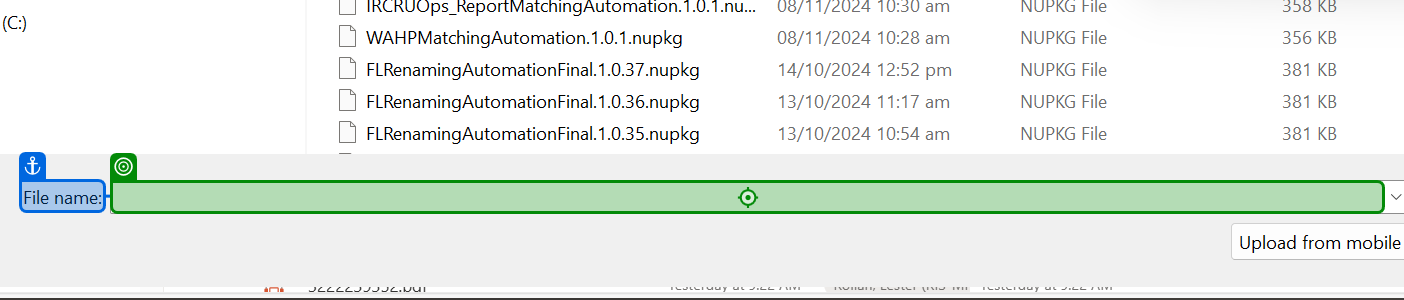 IRCRUOps_ReportMatchingAutomation.1.0.1.nu... 08/11/2024 10:30 am NUPKG File 358 KB
(C:)
WAHPMatchingAutomation.1.0.1.nupkg 08/11/2024 10:28 am NUPKG File 356 KB
FLRenamingAutomationFinal.1.0.37.nupkg 14/10/2024 12:52 pm NUPKG File 381 KB
FLRenamingAutomationFinal.1.0.36.nupkg 13/10/2024 11:17 am NUPKG File 381 KB
FLRenamingAutomationFinal.1.0.35.nupkg 13/10/2024 10:54 am NUPKG File 381 KB
File name:
Upload from mobile
Yesterday at 9:22 AM Yesterday at 9:22 AM